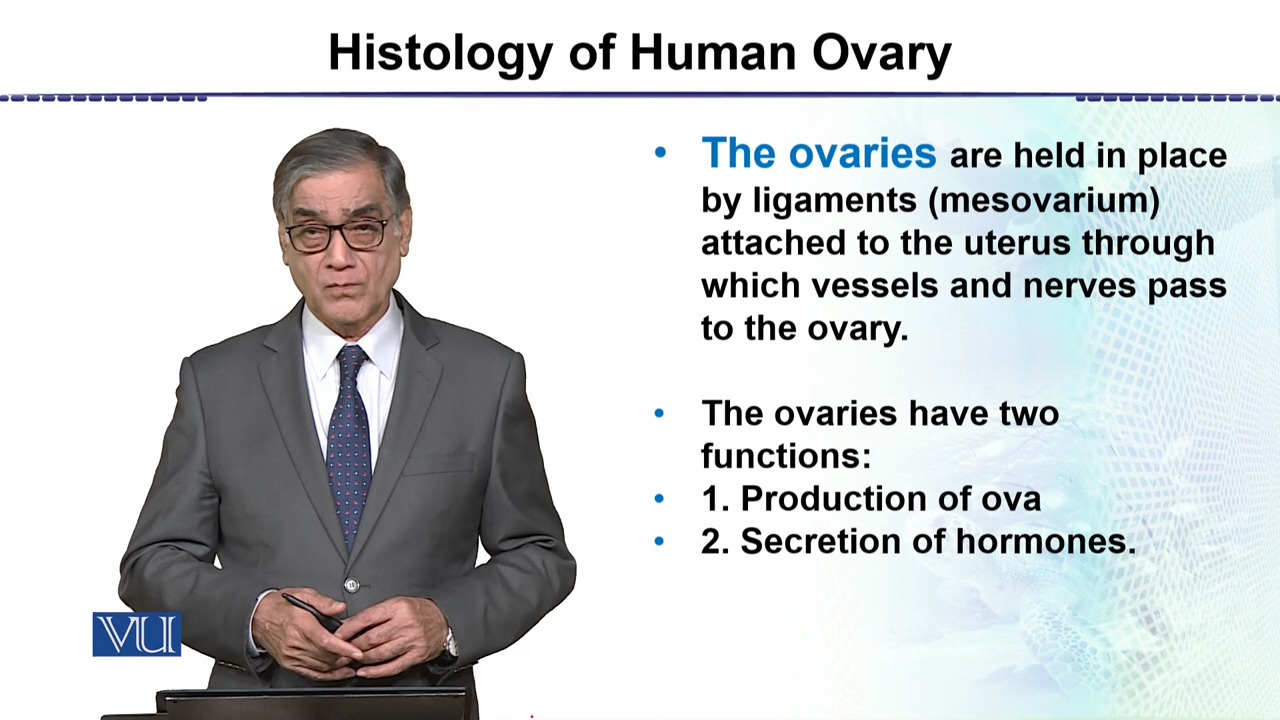 Histology of Human Ovary
• The ovaries are held in place
by ligaments (mesovarium)
attached to the uterus through
which vessels and nerves pass
to the ovary.
• The ovaries have two
functions:
• 1. Production of ova
• 2. Secretion of hormones.
VU